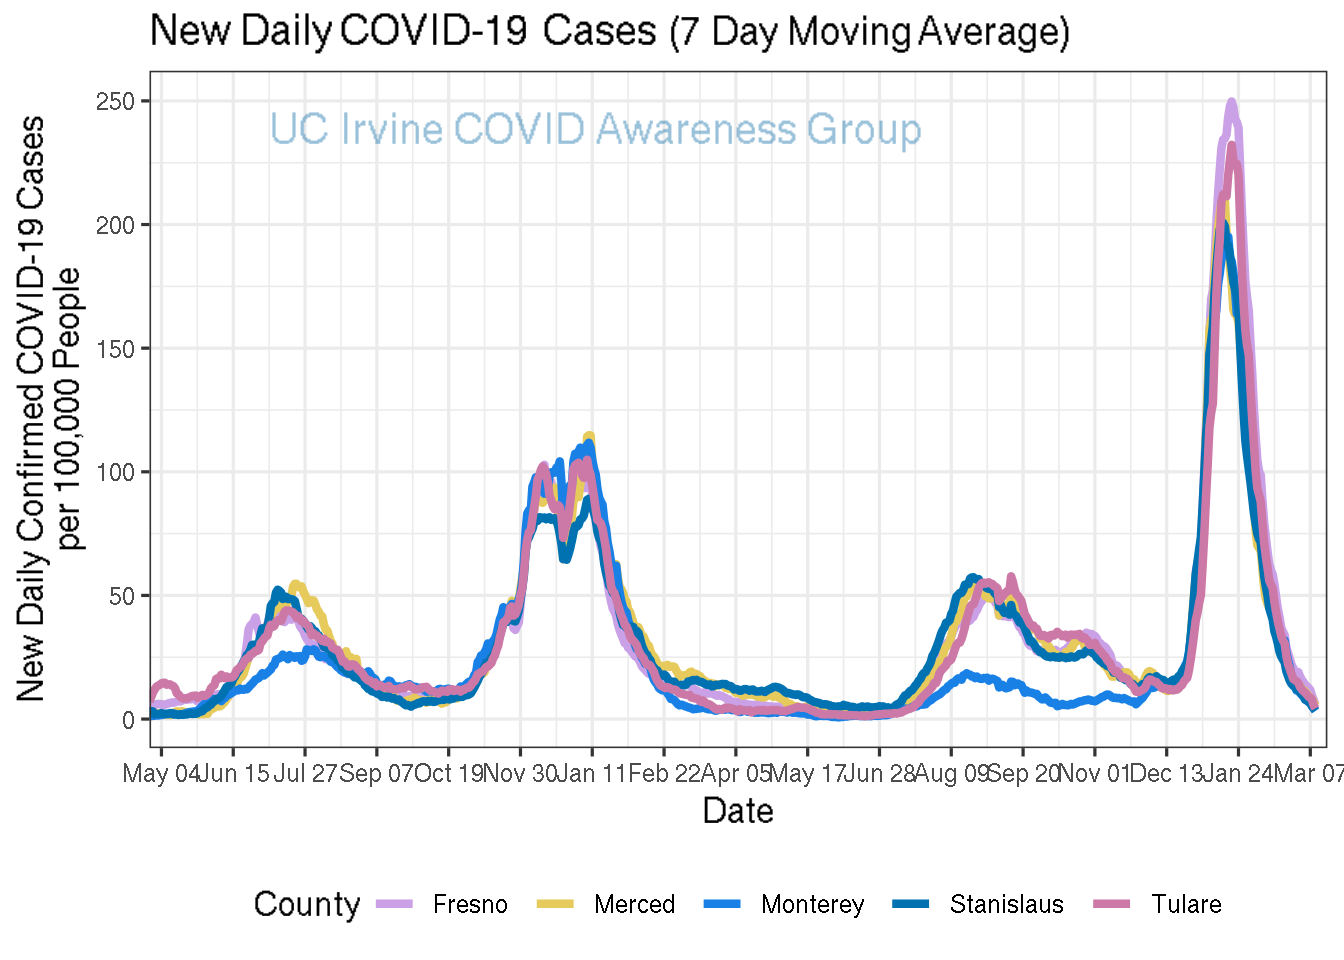 New Daily COVID-19 Cases (7 Day Moving Average)
UC Irvine COVID Awareness Group
New Daily Confirmed COVID-19 Cases
per 100,000 People
250
200
150
100
50
0
May 04 Jun 15 Jul 27 Sep 07 Oct 19 Nov 30 Jan 11 Feb 22 Apr 05 May 17 Jun 28 Aug 09 Sep 20 Nov 01 Dec 13 Jan 24 Mar 07
Date
County Fresno Merced Monterey Stanislaus Tulare